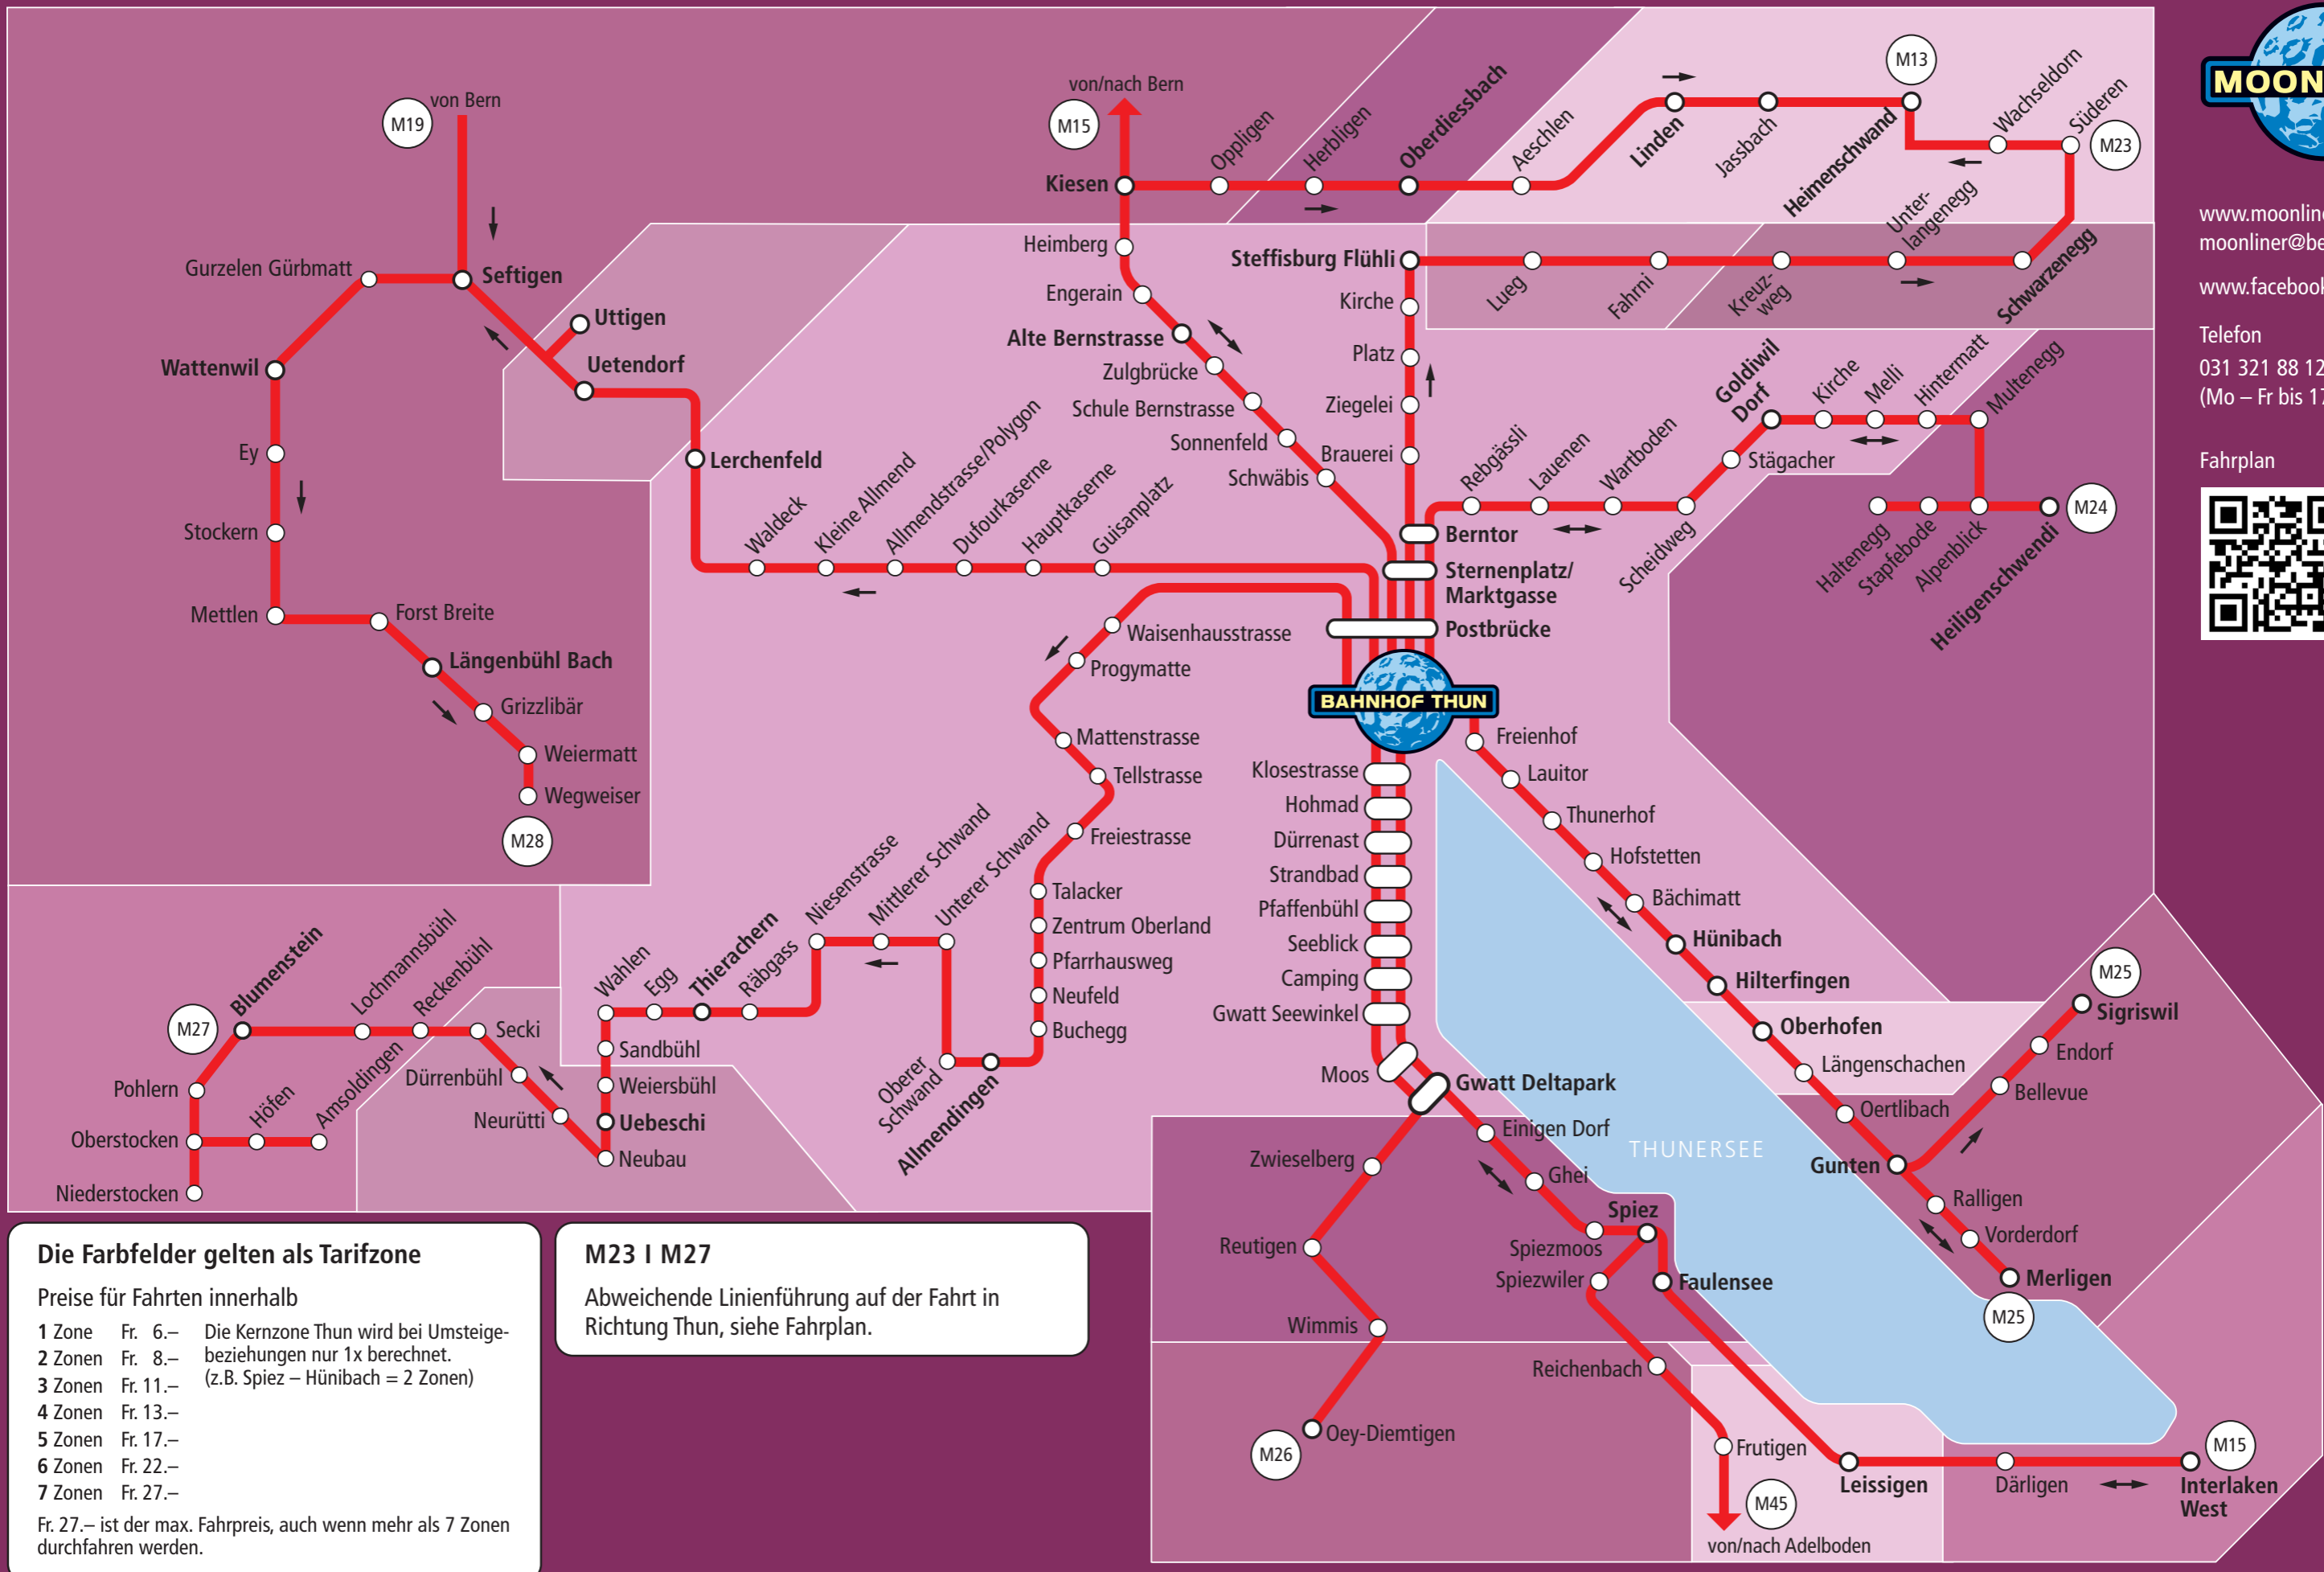 M13
MOON
von/nach Bern
M15
von Bern
M19
Oppligen
Herbligen
Oberdiessbach
Aeschlen
Linden
Jassbach
Heimenschwand
Wachseldorn
Süderen
M23
Kiesen
Heimberg
Engerain
Alte Bernstrasse
Zulgbrücke
Schule Bernstrasse
Sonnenfeld
Schwäbis
Steffisburg Flühli
Kirche
Platz
Ziegelei
Brauerei
Lueg
Fahrni
Kreuz-
weg
Unter-
langenegg
Schwarzenegg
www.moonline
moonliner@be
www.facebook
Telefon
031 321 88 12
(Mo – Fr bis 17
Fahrplan
Gurzelen Gürbmatt
Seftigen
Uttigen
Uetendorf
Wattenwil
Ey
Stockern
Mettlen
Forst Breite
Längenbühl Bach
Grizzlibär
Weiermatt
Wegweiser
M28
Lerchenfeld
Waldeck
Kleine Allmend
Allmendstrasse/Polygon
Dufourkaserne
Hauptkaserne
Guisanplatz
Rebgässli
Lauenen
Wartboden
Scheidweg
Stägacher
Goldiwil
Dorf
Kirche
Melli
Hintermatt
Multenegg
Haltenegg
Stapfebode
Alpenblick
Heiligenschwendi
M24
Berntor
Sternenplatz/
Marktgasse
Postbrücke
BAHNHOF THUN
Waisenhausstrasse
Progymatte
Mattenstrasse
Tellstrasse
Freiestrasse
Talacker
Zentrum Oberland
Pfarrhausweg
Neufeld
Buchegg
Allmendingen
Oberer
Schwand
Unterer Schwand
Mittlerer Schwand
Niesenstrasse
Räbgass
Thierachern
Egg
Wahlen
Sandbühl
Weiersbühl
Uebeschi
Neubau
Neurütti
Dürrenbühl
Secki
Reckenbühl
Lochmannsbühl
Blumenstein
M27
Pohlern
Oberstocken
Höfen
Amsoldingen
Niederstocken
Klosestrasse
Hohmad
Dürrenast
Strandbad
Pfaffenbühl
Seeblick
Camping
Gwatt Seewinkel
Moos
Gwatt Deltapark
Freienhof
Lauitor
Thunerhof
Hofstetten
Bächimatt
Hünibach
Hilterfingen
Oberhofen
Längenschachen
Oertlibach
Gunten
Bellevue
Endorf
Sigriswil
M25
Ralligen
Vorderdorf
Merligen
M25
THUNERSEE
Einigen Dorf
Ghei
Spiezmoos
Spiez
Spiezwiler
Faulensee
Zwieselberg
Reutigen
Wimmis
Oey-Diemtigen
M26
Reichenbach
Frutigen
M45
von/nach Adelboden
Leissigen
Därligen
Interlaken
West
M15
Die Farbfelder gelten als Tarifzone
Preise für Fahrten innerhalb
1 Zone Fr. 6.–
2 Zonen Fr. 8.–
3 Zonen Fr. 11.–
4 Zonen Fr. 13.–
5 Zonen Fr. 17.–
6 Zonen Fr. 22.–
7 Zonen Fr. 27.–
Die Kernzone Thun wird bei Umsteige-
beziehungen nur 1x berechnet.
(z.B. Spiez – Hünibach = 2 Zonen)
Fr. 27.– ist der max. Fahrpreis, auch wenn mehr als 7 Zonen
durchfahren werden.
M23 I M27
Abweichende Linienführung auf der Fahrt in
Richtung Thun, siehe Fahrplan.